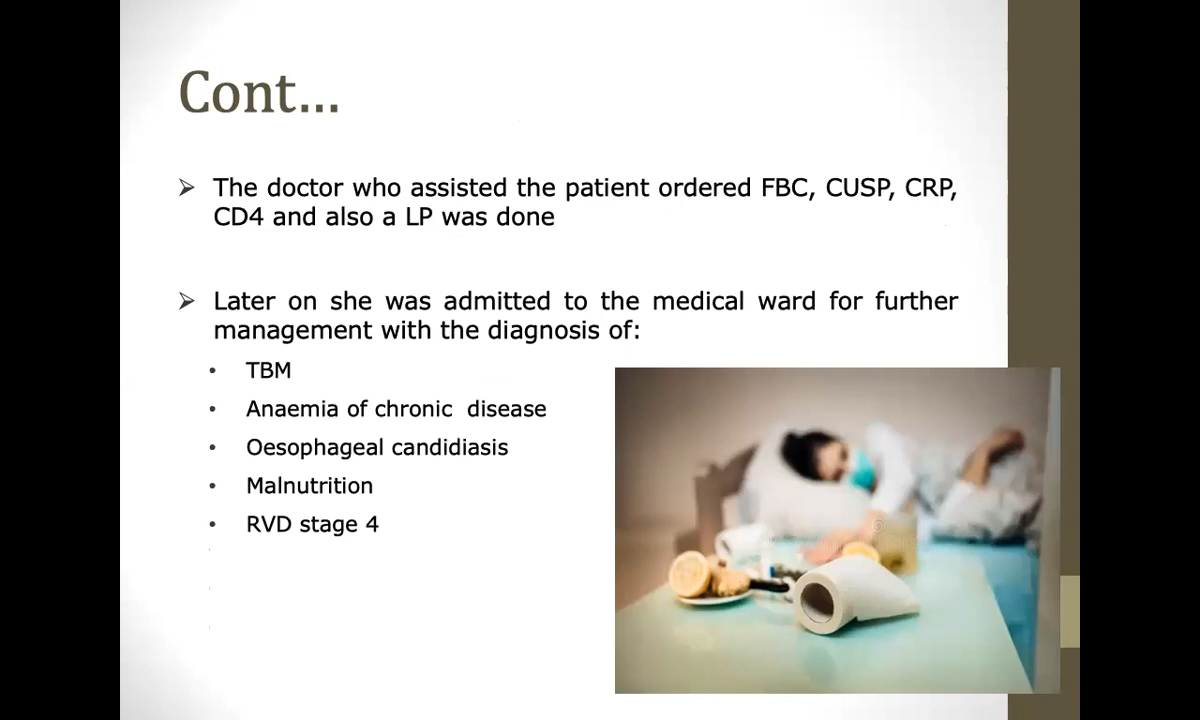 Cont...
The doctor who assisted the patient ordered FBC, CUSP, CRP,
CD4 and also a LP was done
Later on she was admitted to the medical ward for further
management with the diagnosis of:
TBM
Anaemia of chronic disease
Oesophageal candidiasis
Malnutrition
RVD stage 4